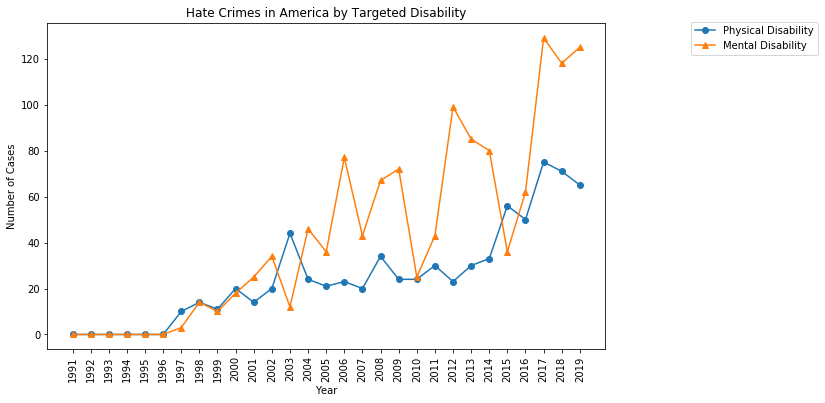 Hate Crimes in America by Targeted Disability
Physical Disability
Mental Disability
Number of Cases
120
100
80
60
40
20
0
1991 1992 1993 1994 1995 1996 1997 1998 1999 2000 2001 2002 2003 2004 2005 2006 2007 2008 2009 2010 2011 2012 2013 2014 2015 2016 2017 2018 2019
Year